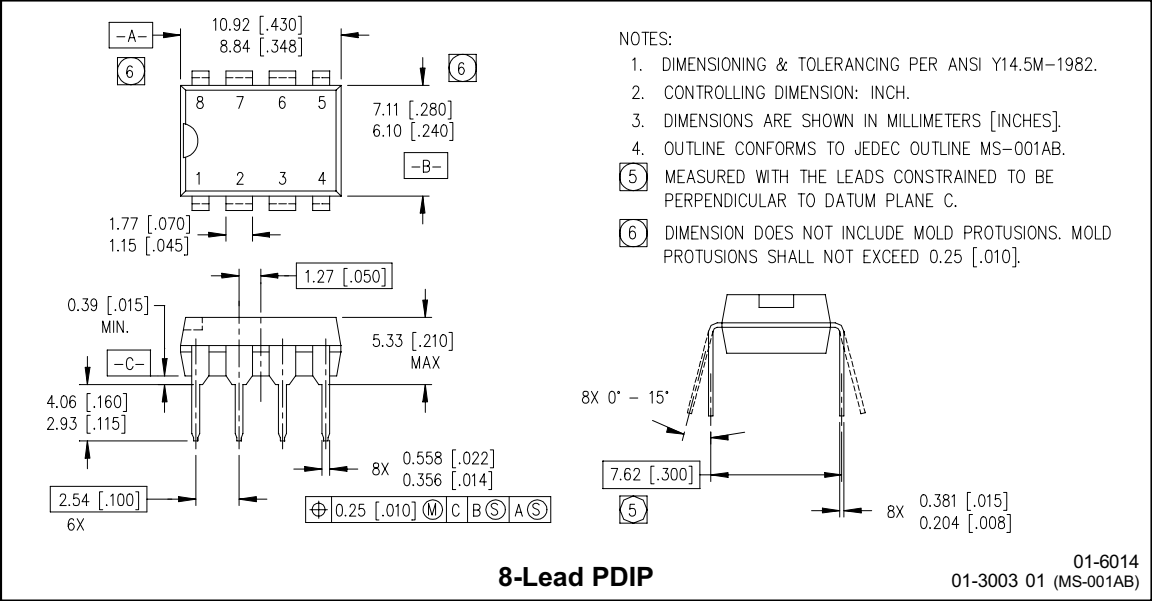 -A-
10.92 [.430]
8.84 [.348]
6
6
8 7 6 5
7.11 [.280]
6.10 [.240]
-B-
1 2 3 4
1.77 [.070]
1.15 [.045]
1.27 [.050]
0.39 [.015]
MIN.
5.33 [.210]
MAX
-C-
4.06 [.160]
2.93 [.115]
8X 0.558 [.022]
0.356 [.014]
2.54 [.100]
6X
⌖ 0.25 [.010] Ⓜ C B Ⓢ A Ⓢ
NOTES:
1. DIMENSIONING & TOLERANCING PER ANSI Y14.5M-1982.
2. CONTROLLING DIMENSION: INCH.
3. DIMENSIONS ARE SHOWN IN MILLIMETERS [INCHES].
4. OUTLINE CONFORMS TO JEDEC OUTLINE MS-001AB.
5 MEASURED WITH THE LEADS CONSTRAINED TO BE
PERPENDICULAR TO DATUM PLANE C.
6 DIMENSION DOES NOT INCLUDE MOLD PROTUSIONS. MOLD
PROTUSIONS SHALL NOT EXCEED 0.25 [.010].
8X 0° - 15°
7.62 [.300]
5
8X 0.381 [.015]
0.204 [.008]
8-Lead PDIP
01-6014
01-3003 01 (MS-001AB)